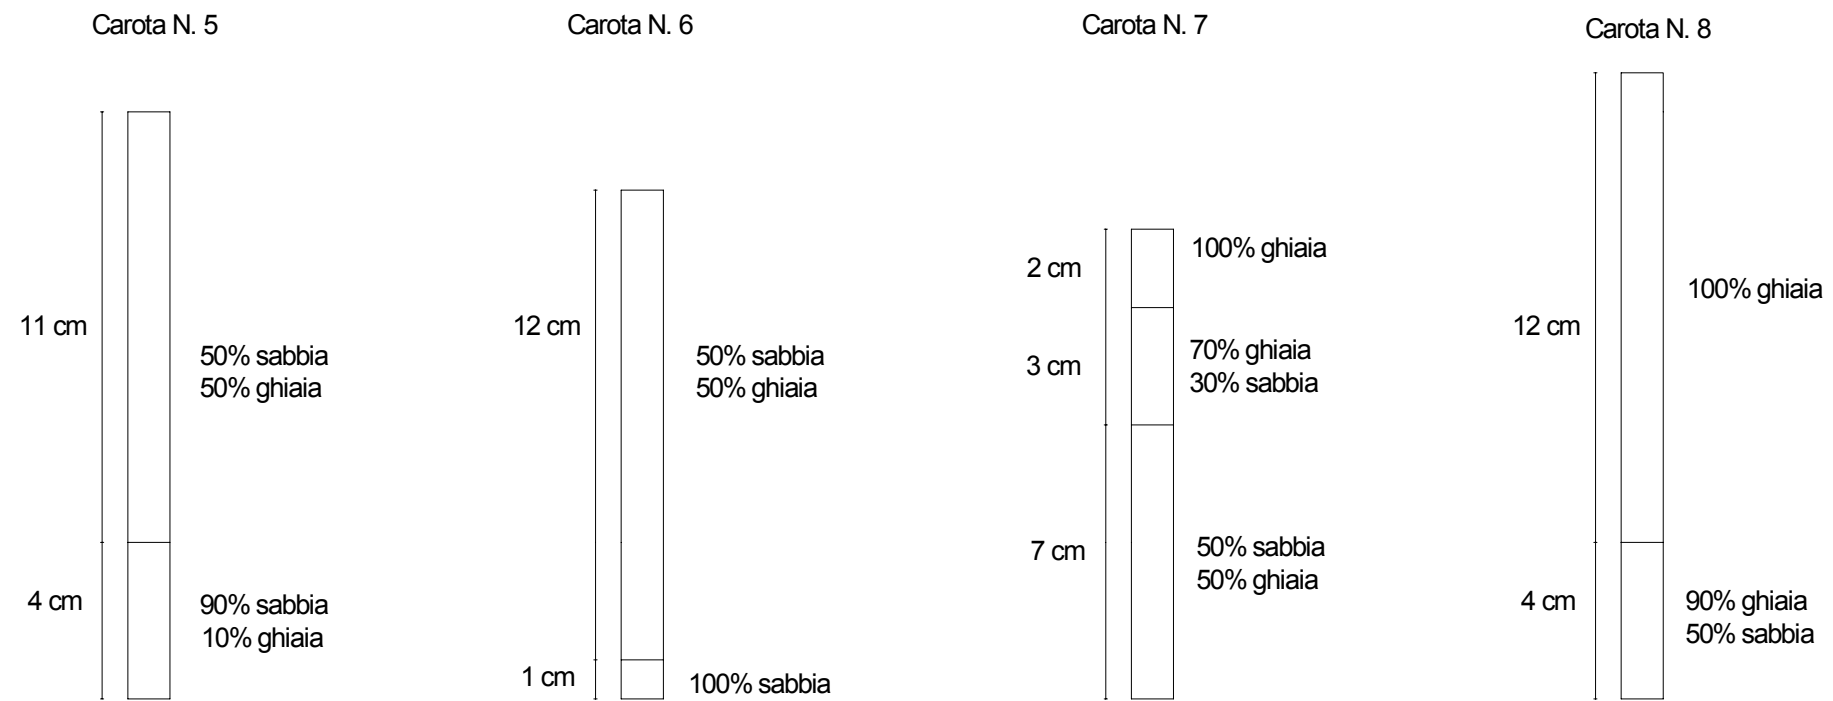 Carota N. 5
11 cm
50% sabbia
50% ghiaia
4 cm
90% sabbia
10% ghiaia
Carota N. 6
12 cm
50% sabbia
50% ghiaia
1 cm
100% sabbia
Carota N. 7
2 cm
100% ghiaia
3 cm
70% ghiaia
30% sabbia
7 cm
50% sabbia
50% ghiaia
Carota N. 8
12 cm
100% ghiaia
4 cm
90% ghiaia
50% sabbia